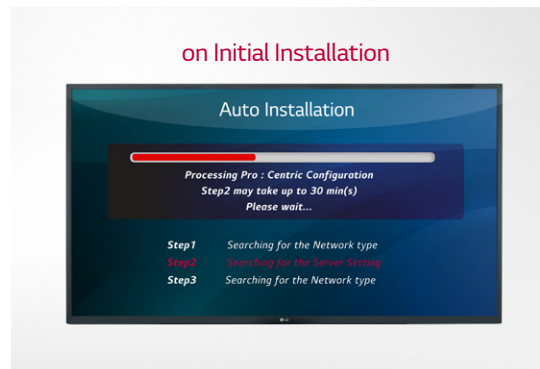 on Initial Installation
Auto Installation
Processing Pro : Centric Configuration
Step2 may take up to 30 min(s)
Please wait...
Step1 Searching for the Network type
Step2 Searching for the Server Setting
Step3 Searching for the Network type
LG